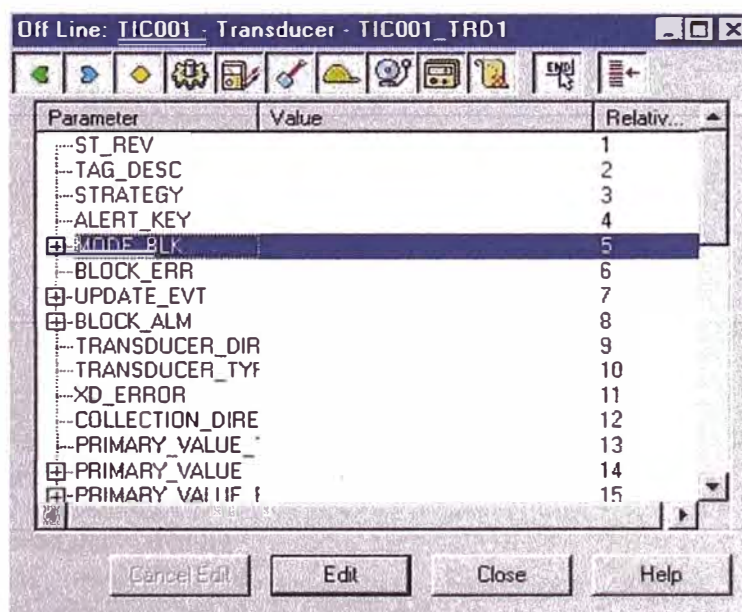 Off Line: TIC001 - Transducer - TIC001_TRD1
END
Parameter Value Relativ...
ST_REV 1
TAG_DESC 2
STRATEGY 3
ALERT_KEY 4
MODE_BLK 5
BLOCK_ERR 6
UPDATE_EVT 7
BLOCK_ALM 8
TRANSDUCER_DIR 9
TRANSDUCER_TYF 10
XD_ERROR 11
COLLECTION_DIRE 12
PRIMARY_VALUE_ 13
PRIMARY_VALUE 14
PRIMARY_VALUE_ 15
Cancel Edit Edit Close Help